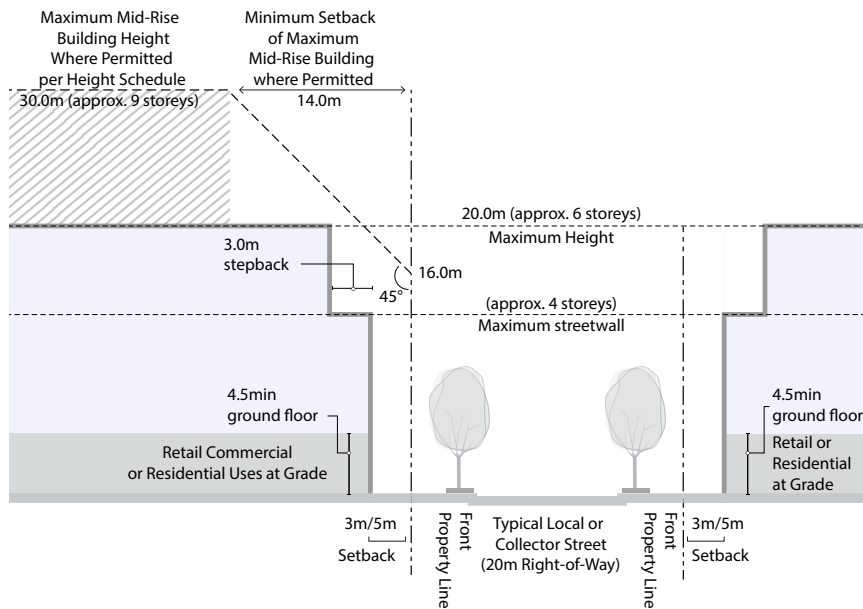 Maximum Mid-Rise
Building Height
Where Permitted
per Height Schedule
30.0m (approx. 9 storeys)
Minimum Setback
of Maximum
Mid-Rise Building
where Permitted
14.0m
20.0m (approx. 6 storeys)
Maximum Height
3.0m
stepback
16.0m
45°
(approx. 4 storeys)
Maximum streetwall
4.5min
ground floor
4.5min
ground floor
Retail Commercial
or Residential Uses at Grade
Retail or
Residential
at Grade
3m/5m
Setback
Front
Property Line
Typical Local or
Collector Street
(20m Right-of-Way)
Front
Property Line
3m/5m
Setback